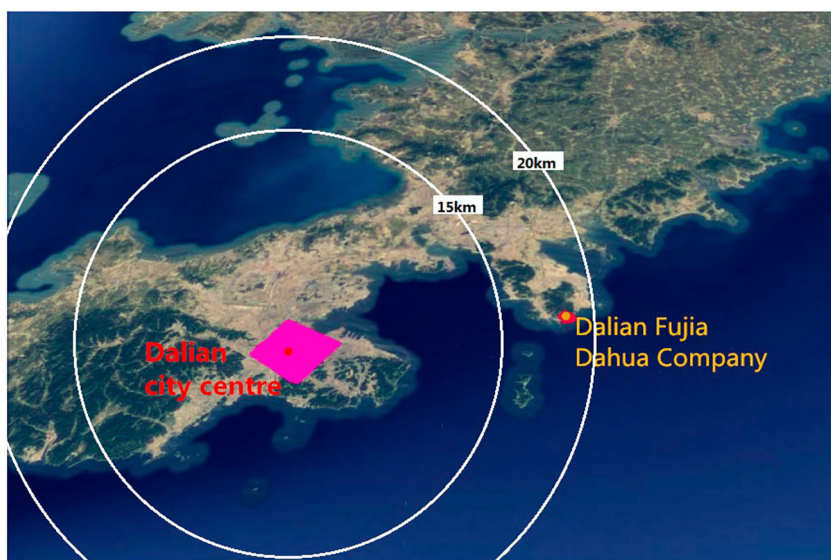 20km
15km
Dalian Fujia
Dahua Company
Dalian
city centre